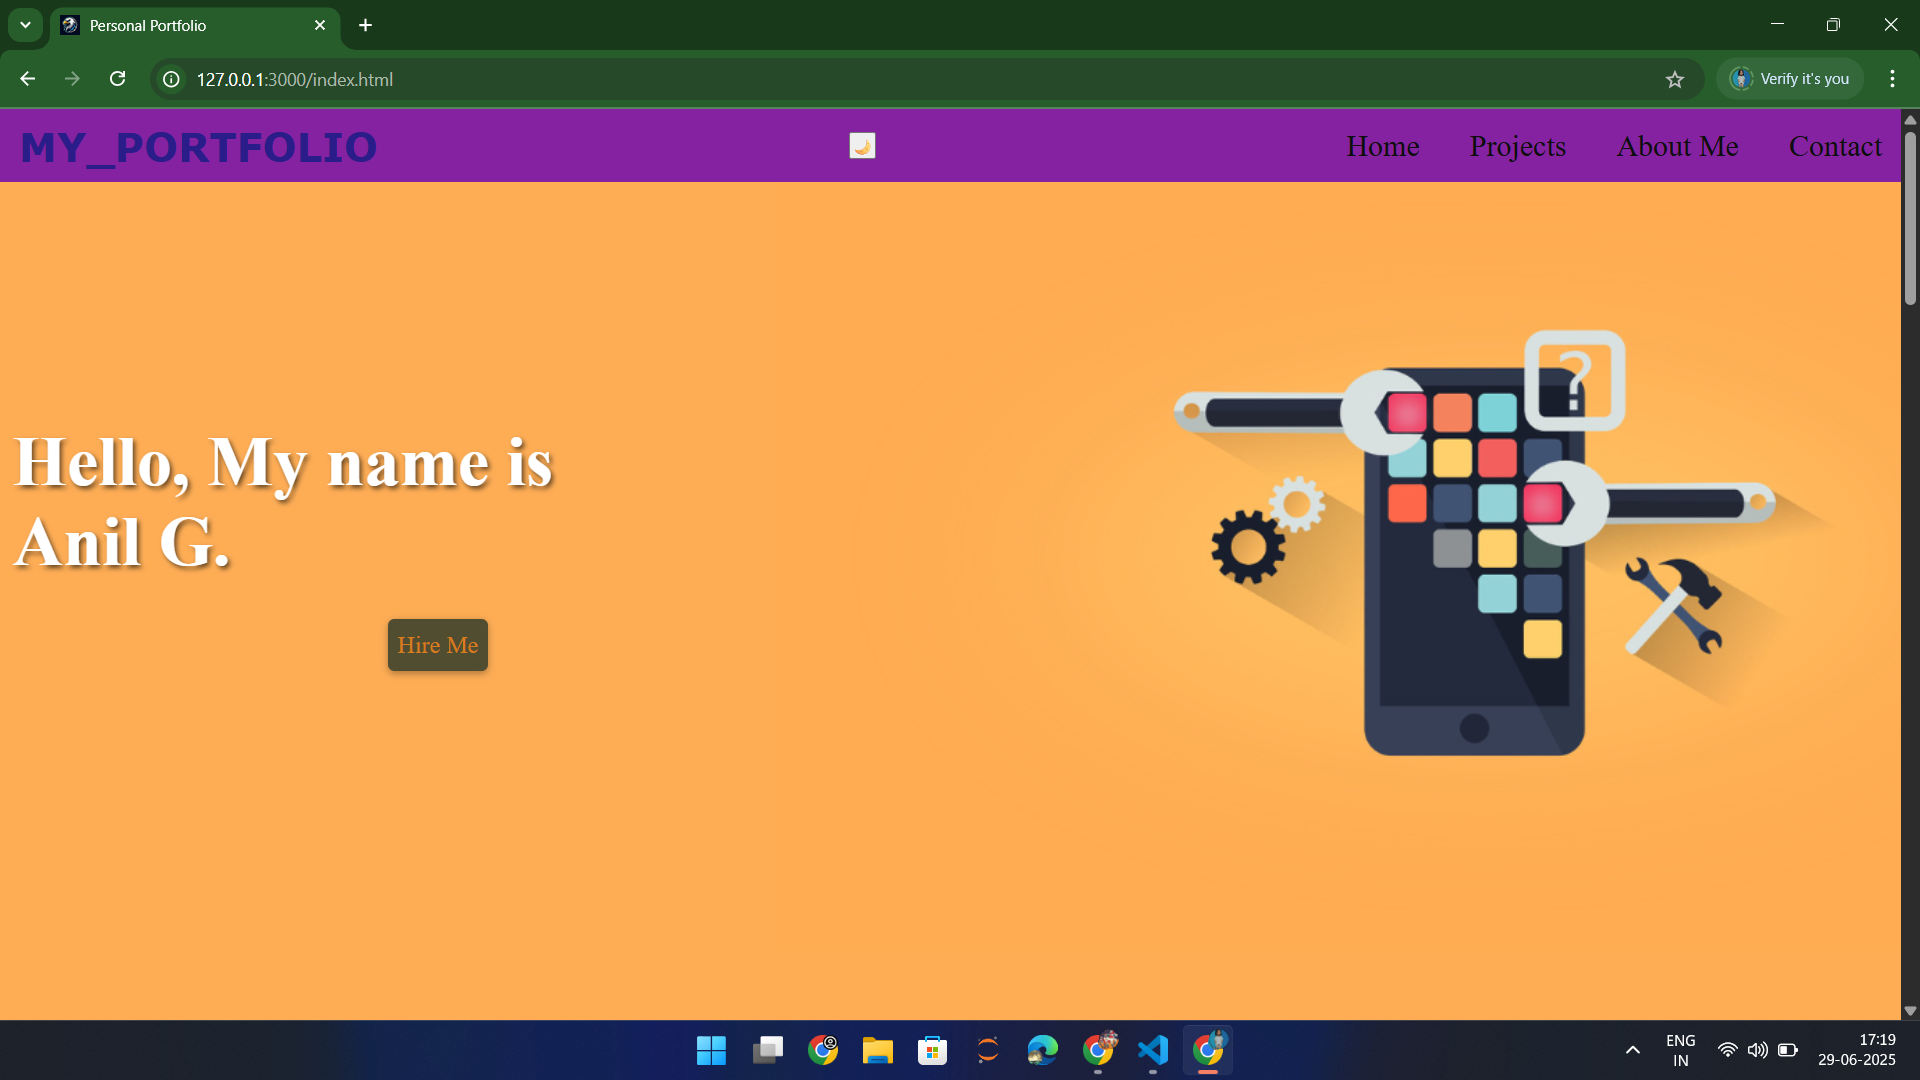 Personal Portfolio
127.0.0.1:3000/index.html
Verify it's you
MY_PORTFOLIO
Home
Projects
About Me
Contact
?
Hello, My name is
Anil G.
Hire Me
ENG
IN
17:19
29-06-2025